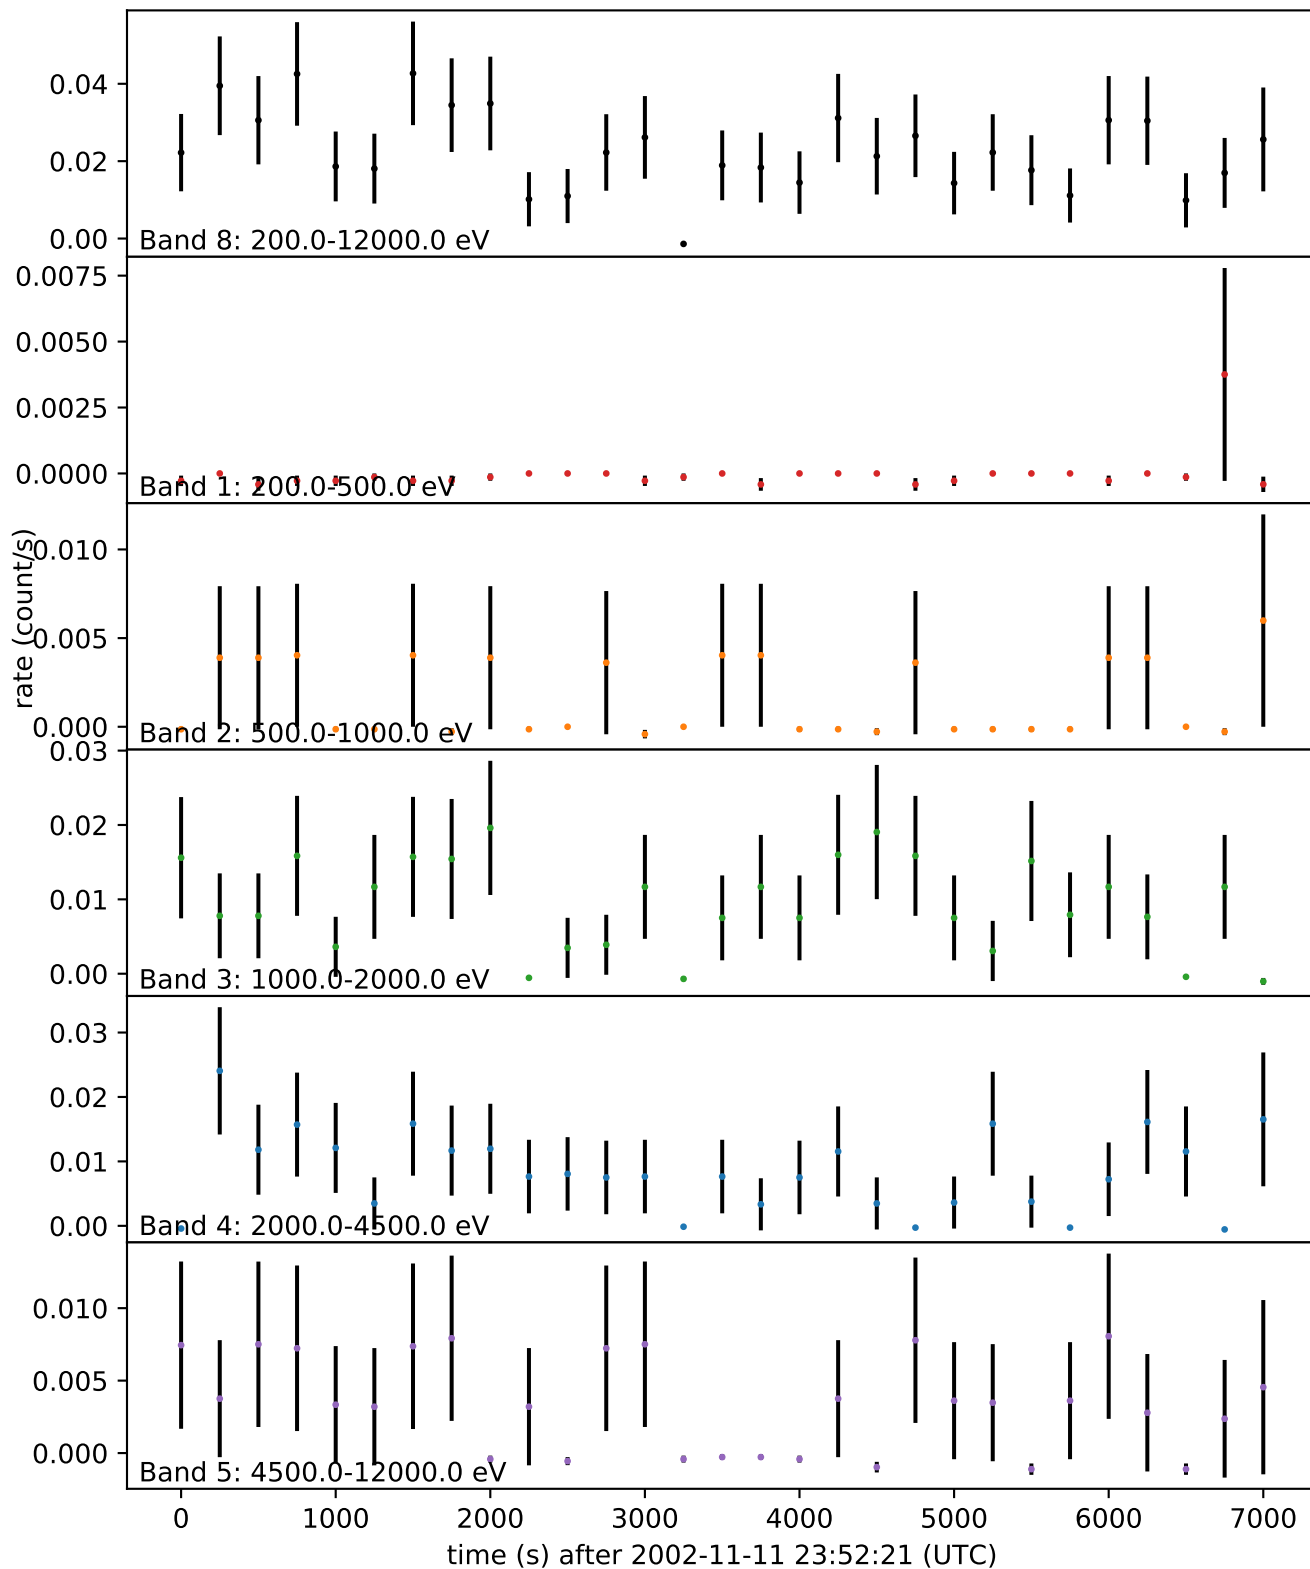 0.04
0.02
0.00
Band 8: 200.0-12000.0 eV
0.0075
0.0050
0.0025
0.0000
Band 1: 200.0-500.0 eV
rate (count/s)
0.010
0.005
0.000
Band 2: 500.0-1000.0 eV
0.03
0.02
0.01
0.00
Band 3: 1000.0-2000.0 eV
0.03
0.02
0.01
0.00
Band 4: 2000.0-4500.0 eV
0.010
0.005
0.000
Band 5: 4500.0-12000.0 eV
0 1000 2000 3000 4000 5000 6000 7000
time (s) after 2002-11-11 23:52:21 (UTC)